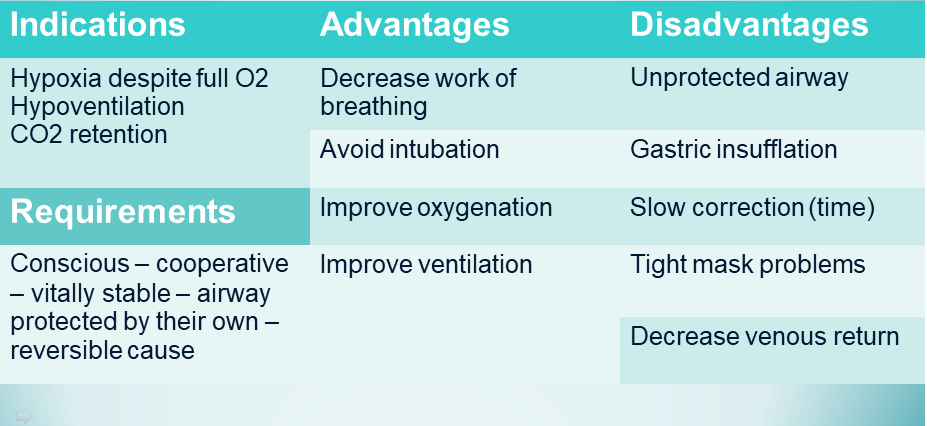 Indications
Hypoxia despite full O2
Hypoventilation
CO2 retention
Requirements
Conscious – cooperative
– vitally stable – airway
protected by their own –
reversible cause
Advantages
Decrease work of
breathing
Avoid intubation
Improve oxygenation
Improve ventilation
Disadvantages
Unprotected airway
Gastric insufflation
Slow correction (time)
Tight mask problems
Decrease venous return